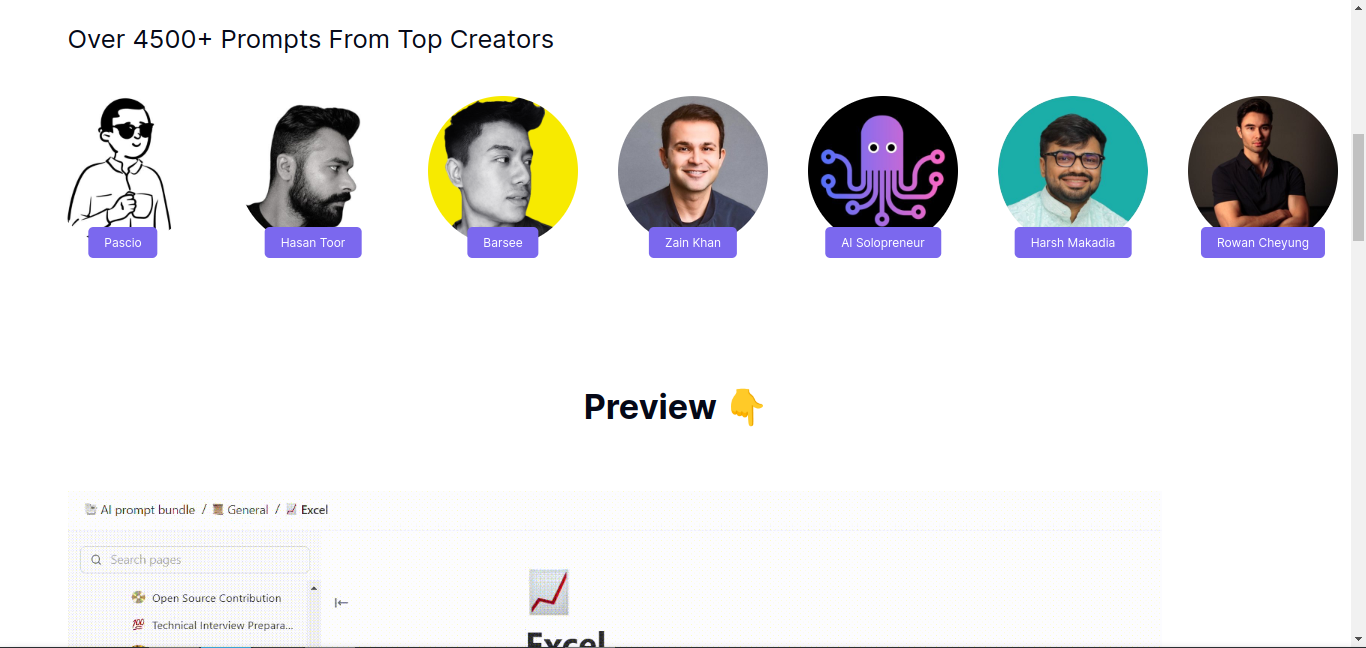 Over 4500+ Prompts From Top Creators
Pascio
Hasan Toor
Barsee
Zain Khan
AI Solopreneur
Harsh Makadia
Rowan Cheyung
Preview 👇
AI prompt bundle / General / Excel
Search pages
Open Source Contribution
Technical Interview Prepara...
Excel